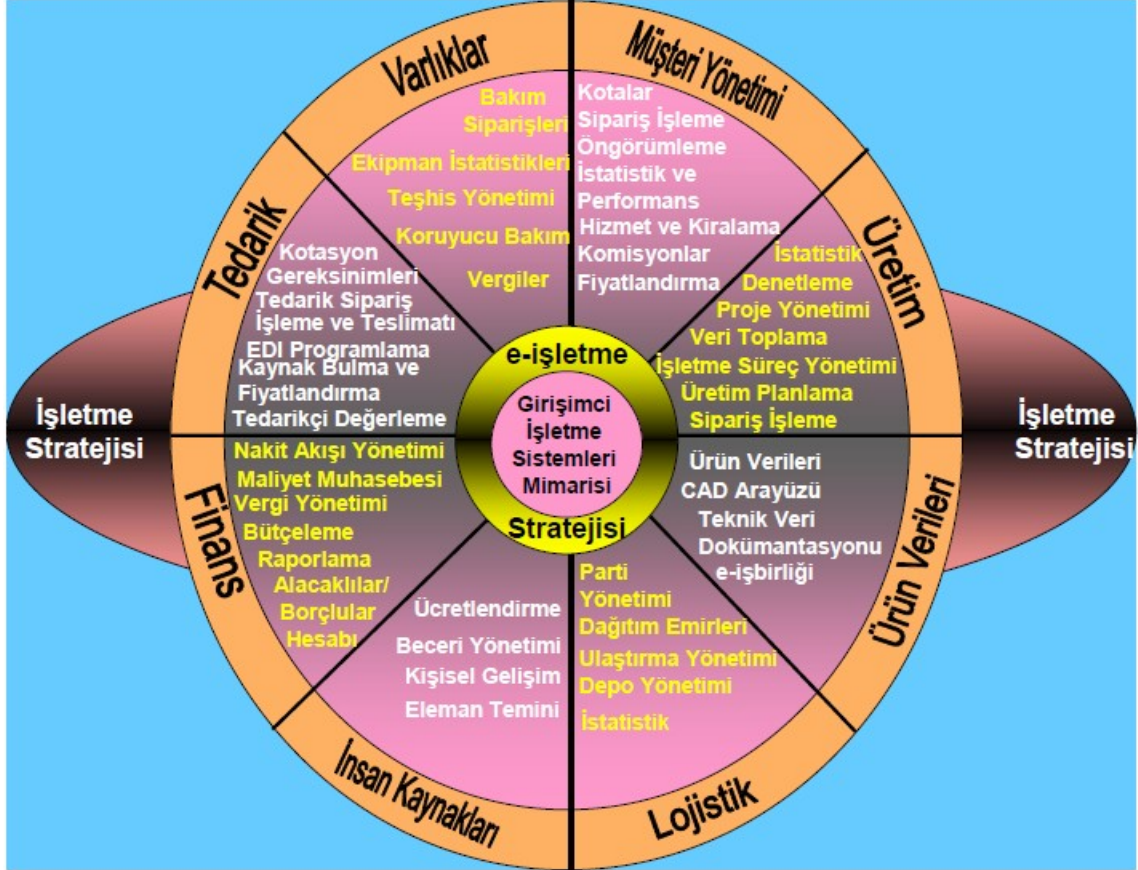 Varlıklar
Bakım
Siparişleri
Ekipman İstatistikleri
Teşhis Yönetimi
Koruyucu Bakım
Vergiler
Müşteri Yönetimi
Kotalar
Sipariş İşleme
Öngörümleme
İstatistik ve
Performans
Hizmet ve Kiralama
Komisyonlar
Fiyatlandırma
Üretim
İstatistik
Denetleme
Proje Yönetimi
Veri Toplama
İşletme Süreç Yönetimi
Üretim Planlama
Sipariş İşleme
Ürün Verileri
Ürün Verileri
CAD Arayüzü
Teknik Veri
Dokümantasyonu
e-işbirliği
Lojistik
Parti
Yönetimi
Dağıtım Emirleri
Ulaştırma Yönetimi
Depo Yönetimi
İstatistik
İnsan Kaynakları
Ücretlendirme
Beceri Yönetimi
Kişisel Gelişim
Eleman Temini
Finans
Nakit Akışı Yönetimi
Maliyet Muhasebesi
Vergi Yönetimi
Bütçeleme
Raporlama
Alacaklılar/
Borçlular
Hesabı
Tedarik
Kotasyon
Gereksinimleri
Tedarik Sipariş
İşleme ve Teslimatı
EDI Programlama
Kaynak Bulma ve
Fiyatlandırma
Tedarikçi Değerleme
e-işletme
Stratejisi
Girişimci
İşletme
Sistemleri
Mimarisi
İşletme
Stratejisi
İşletme
Stratejisi